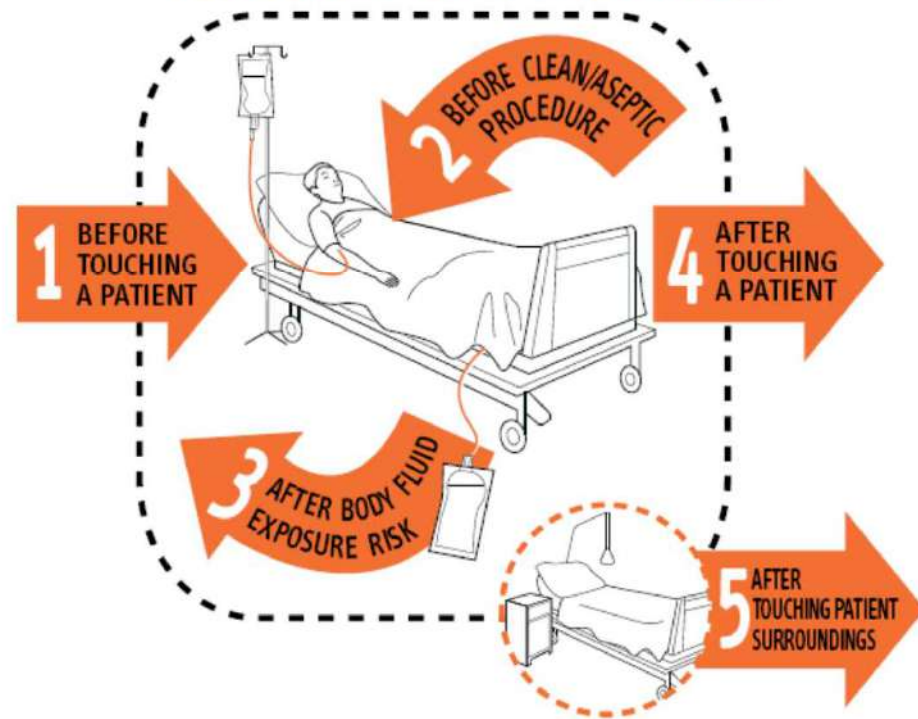 1 BEFORE
TOUCHING
A PATIENT
2 BEFORE CLEAN/ASEPTIC
PROCEDURE
3 AFTER BODY FLUID
EXPOSURE RISK
4 AFTER
TOUCHING
A PATIENT
5 AFTER
TOUCHING PATIENT
SURROUNDINGS